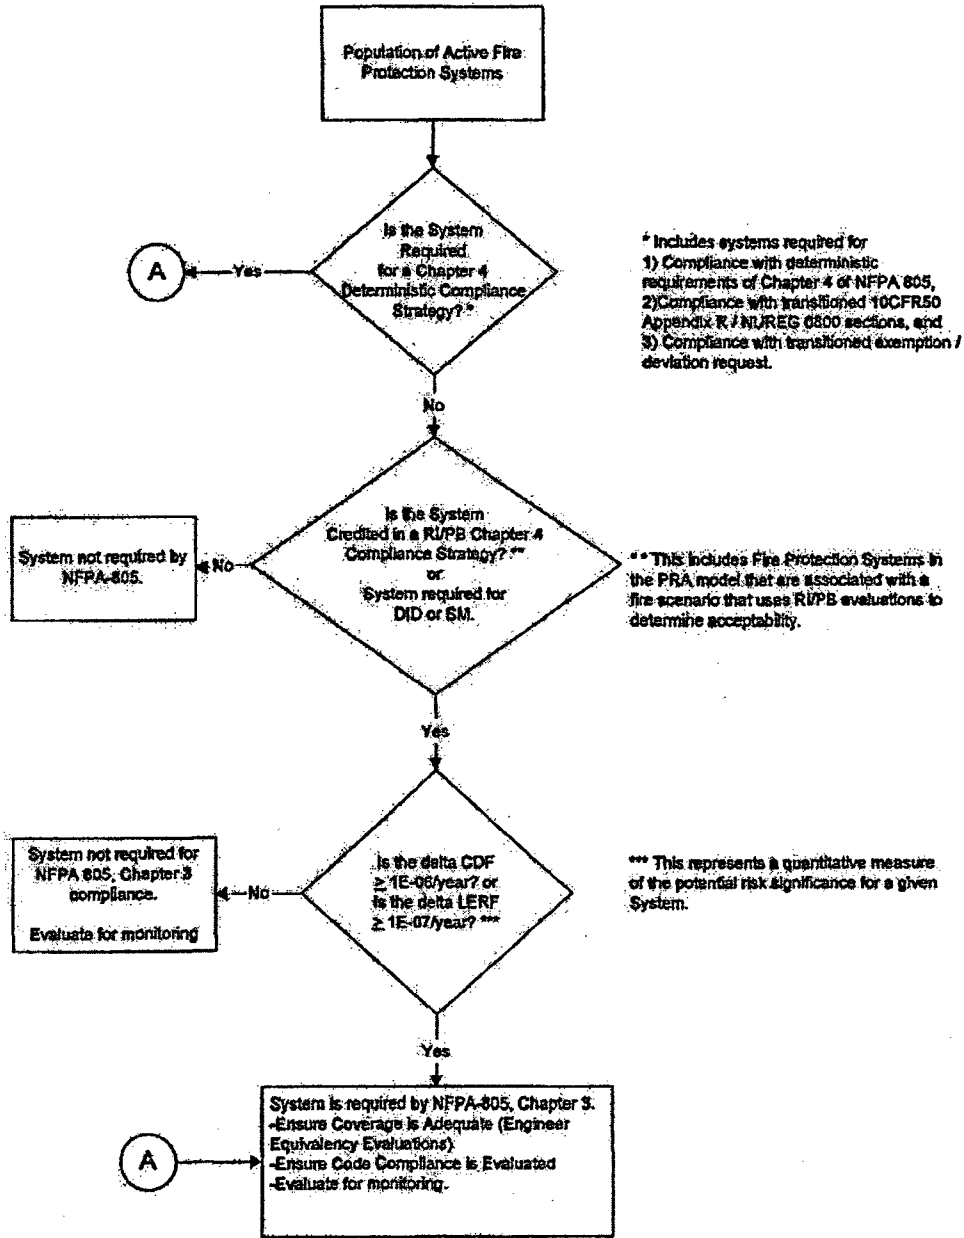 Population of Active Fire
Protection Systems
Is the System
Required
for a Chapter 4
Deterministic Compliance
Strategy? *
Yes
A
* Includes systems required for
1) Compliance with deterministic
requirements of Chapter 4 of NFPA 805,
2)Compliance with transitioned 10CFR50
Appendix R / NUREG 0800 sections, and
3) Compliance with transitioned exemption /
deviation request.
No
Is the System
Credited in a RI/PB Chapter 4
Compliance Strategy? **
or
System required for
DID or SM.
No
System not required by
NFPA-805.
** This includes Fire Protection Systems in
the PRA model that are associated with a
fire scenario that uses RI/PB evaluations to
determine acceptability.
Yes
Is the delta CDF
≥ 1E-06/year? or
Is the delta LERF
≥ 1E-07/year? ***
No
System not required for
NFPA 805, Chapter 3
compliance.
Evaluate for monitoring
*** This represents a quantitative measure
of the potential risk significance for a given
System.
Yes
System is required by NFPA-805, Chapter 3.
-Ensure Coverage is Adequate (Engineer
Equivalency Evaluations)
-Ensure Code Compliance is Evaluated
-Evaluate for monitoring.
A